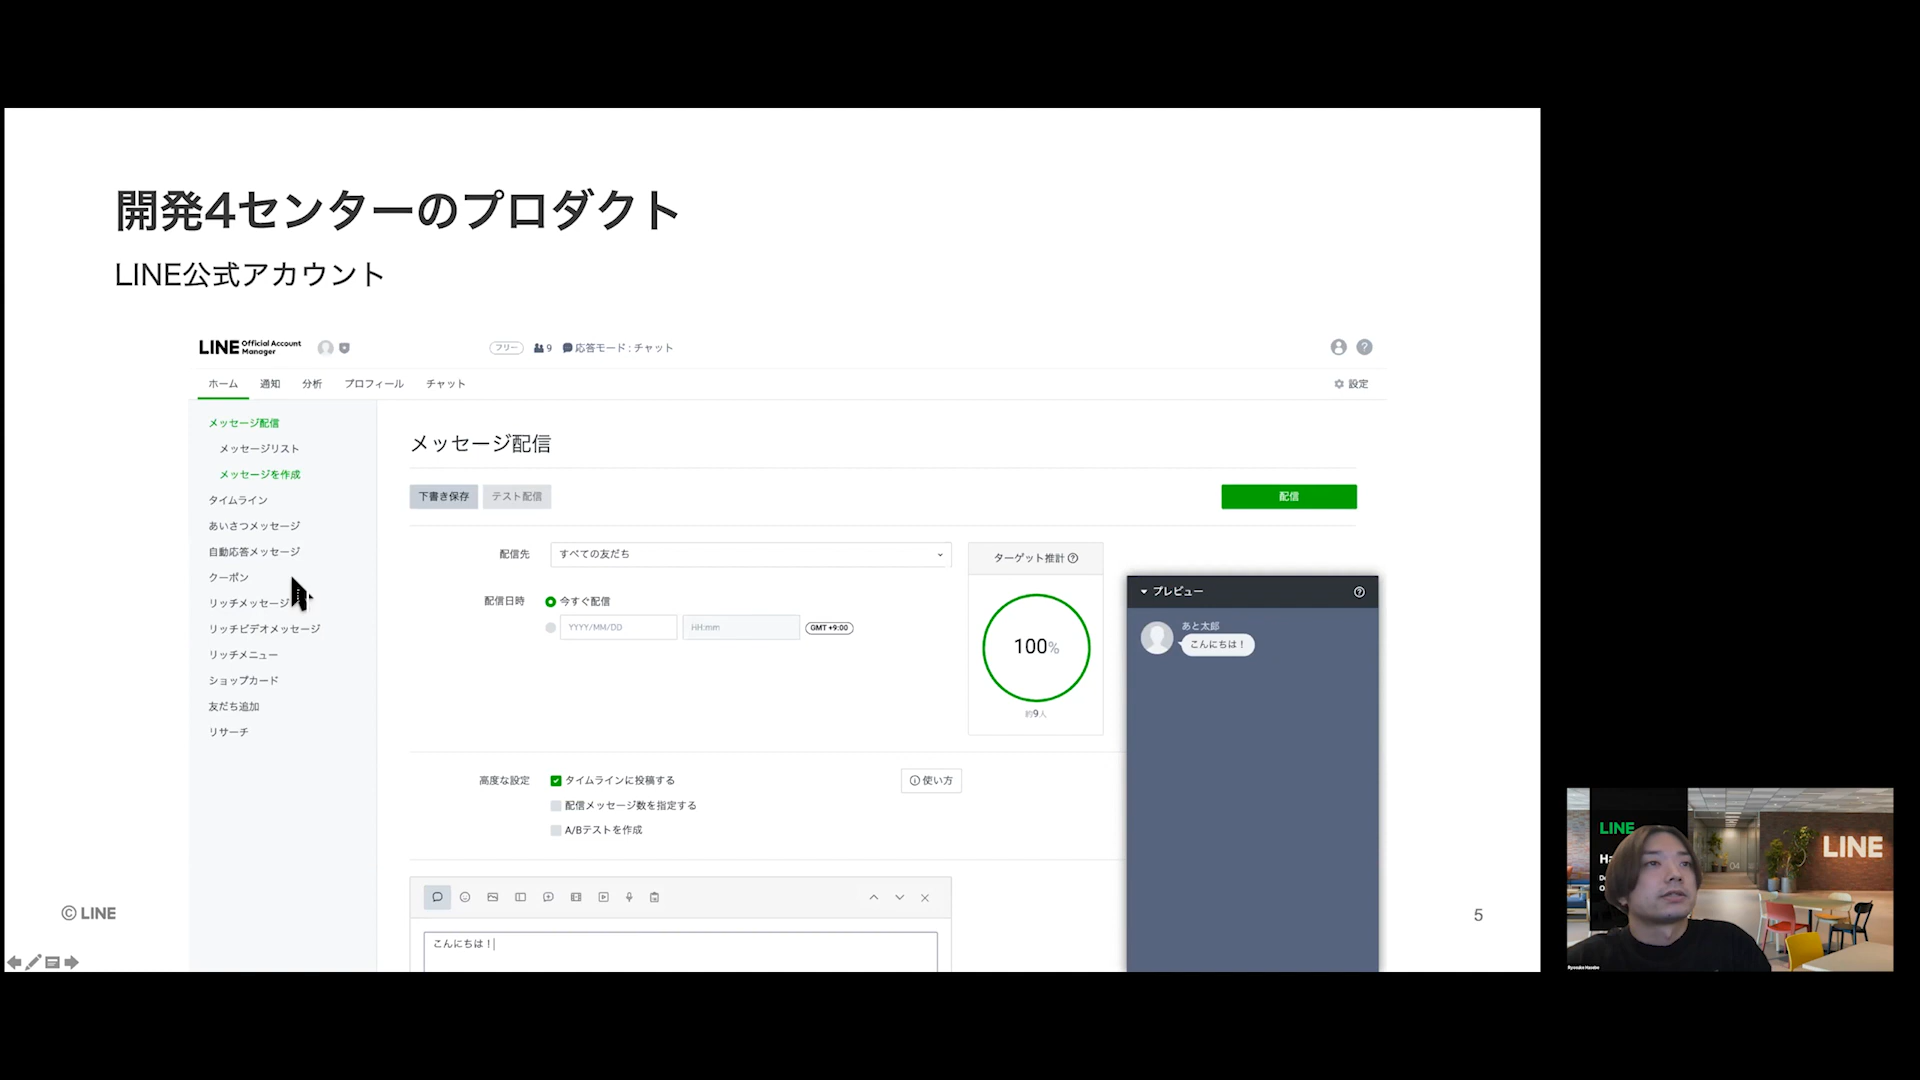 開発4センターのプロダクト
LINE公式アカウント
LINE Official Account Manager
フリー
9
応答モード : チャット
ホーム
通知
分析
プロフィール
チャット
設定
メッセージ配信
メッセージリスト
メッセージを作成
タイムライン
あいさつメッセージ
自動応答メッセージ
クーポン
リッチメッセージ
リッチビデオメッセージ
リッチメニュー
ショップカード
友だち追加
リサーチ
メッセージ配信
下書き保存
テスト配信
配信
配信先
すべての友だち
配信日時
今すぐ配信
YYYY/MM/DD
HH:mm
GMT +9:00
ターゲット推計
100%
約9人
高度な設定
タイムラインに投稿する
使い方
配信メッセージ数を指定する
A/Bテストを作成
こんにちは！
プレビュー
あと太郎
こんにちは！
© LINE
5
LINE
LINE
04